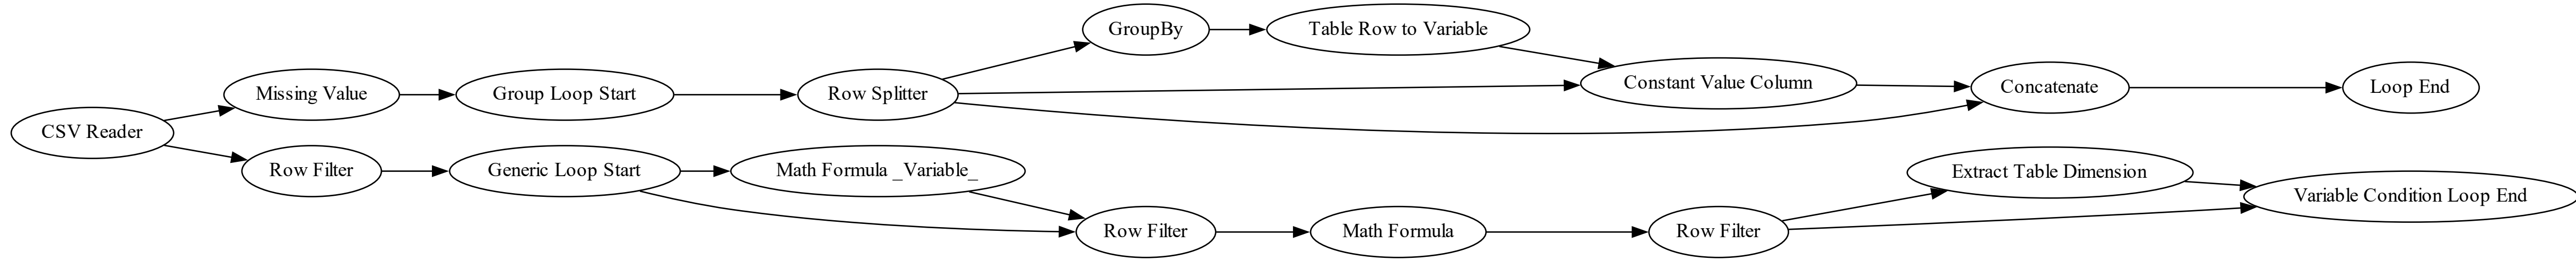 CSV Reader
Missing Value
Group Loop Start
Row Splitter
GroupBy
Table Row to Variable
Constant Value Column
Concatenate
Loop End
Row Filter
Generic Loop Start
Math Formula _Variable_
Row Filter
Math Formula
Row Filter
Extract Table Dimension
Variable Condition Loop End